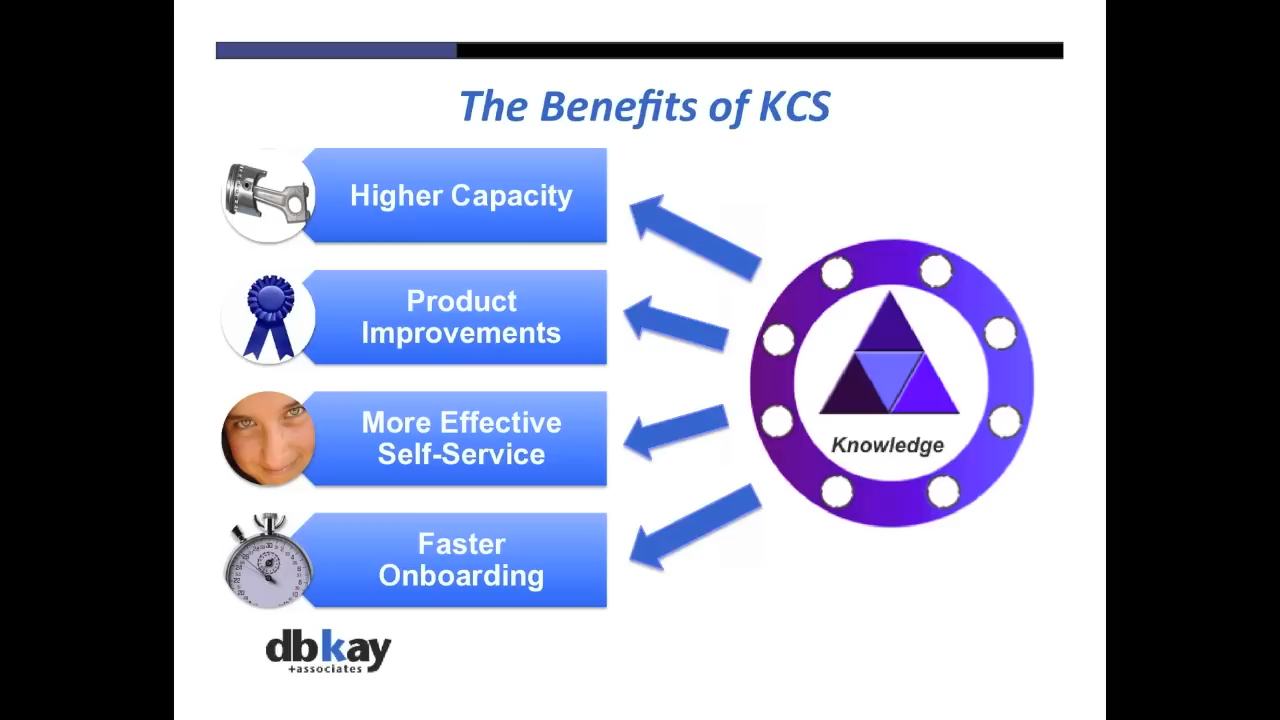 The Benefits of KCS
Higher Capacity
Product
Improvements
More Effective
Self-Service
Faster
Onboarding
Knowledge
dbkay
+associates